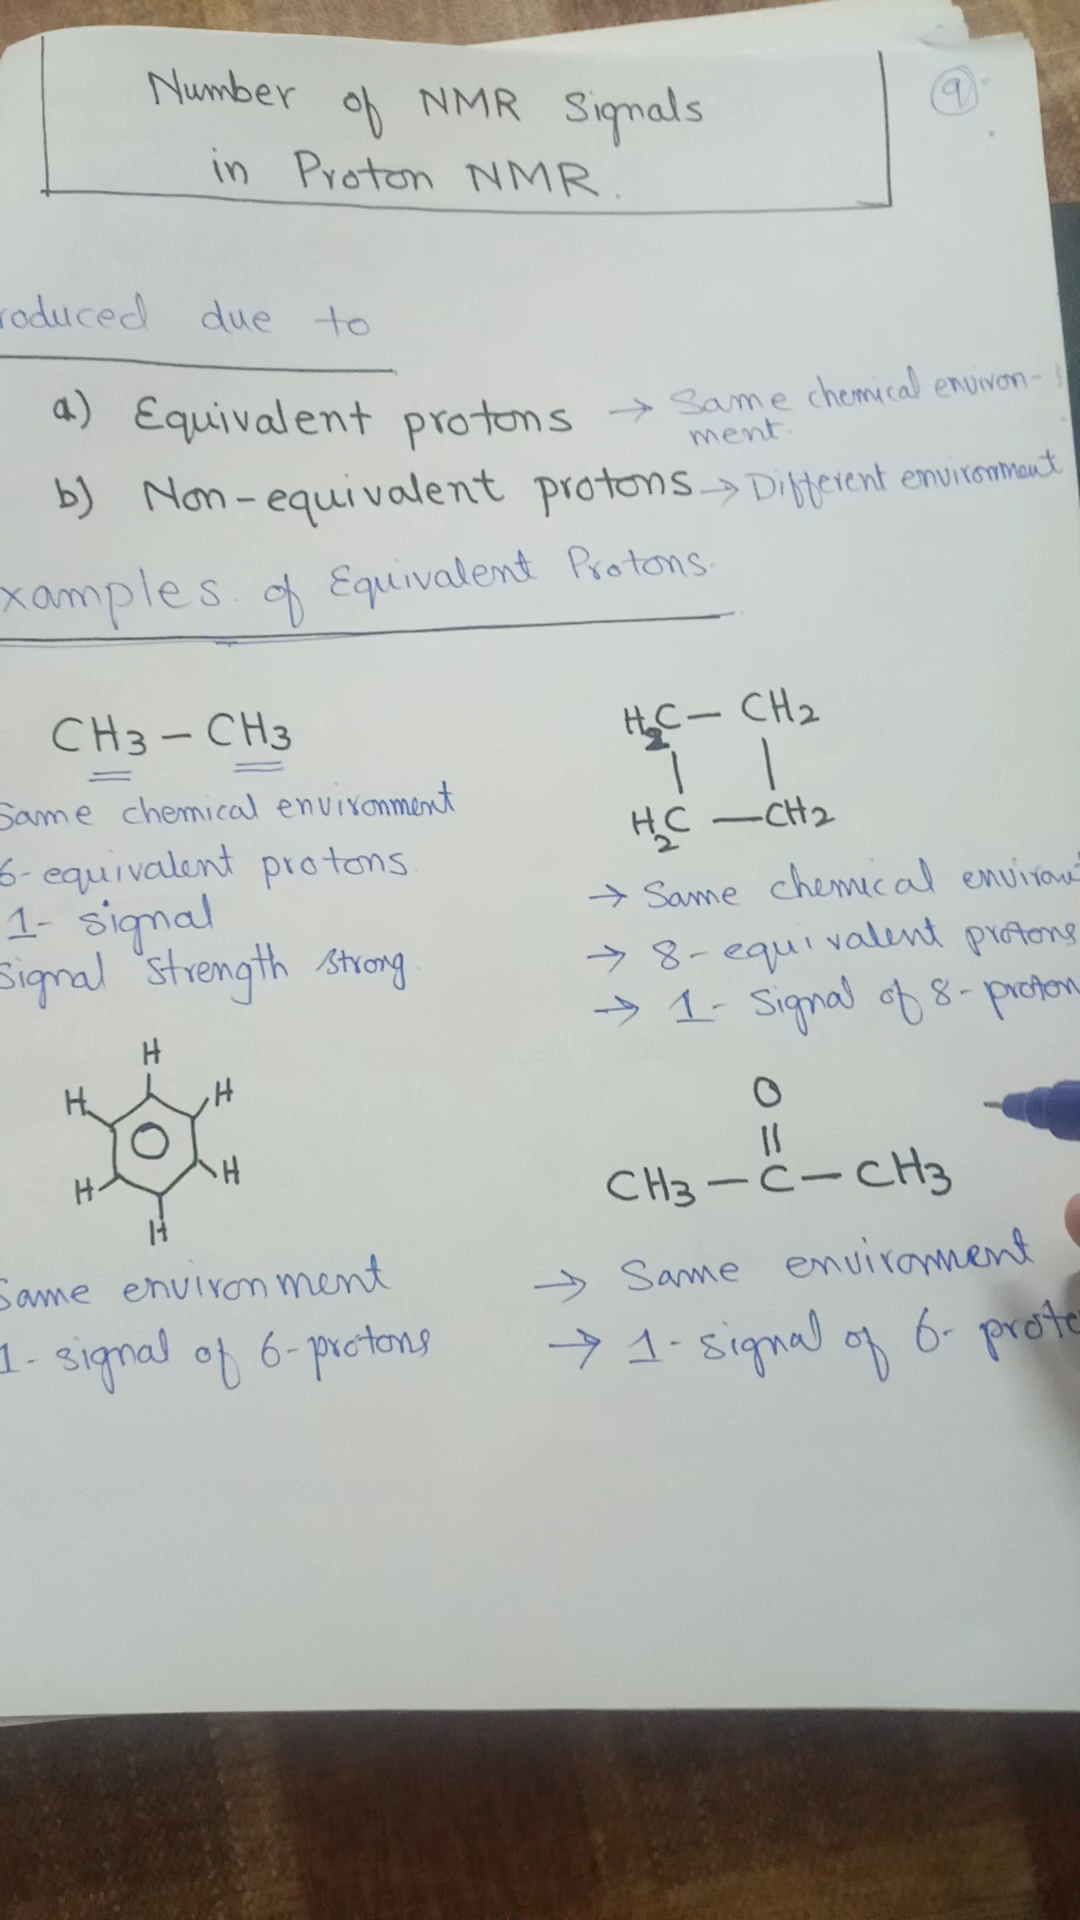 9
Number of NMR Signals
in Proton NMR.
roduced due to
a) Equivalent protons → Same chemical environ-
ment.
b) Non-equivalent protons → Different environment
xamples of Equivalent Protons.
CH3 – CH3
Same chemical environment
6-equivalent protons.
1- signal
Signal strength strong.
H2C – CH2
| |
H2C – CH2
→ Same chemical environ
→ 8-equivalent protons
→ 1- Signal of 8-proton
H
H H
H H
H
Same environment
1- signal of 6-protons
O
||
CH3 – C – CH3
→ Same environment
→ 1-signal of 6- proto